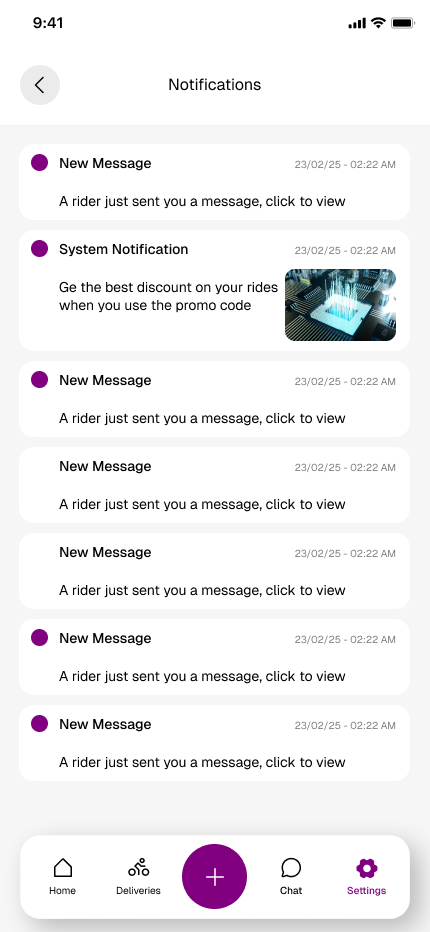 9:41
Notifications
New Message
23/02/25 - 02:22 AM
A rider just sent you a message, click to view
System Notification
23/02/25 - 02:22 AM
Ge the best discount on your rides
when you use the promo code
New Message
23/02/25 - 02:22 AM
A rider just sent you a message, click to view
New Message
23/02/25 - 02:22 AM
A rider just sent you a message, click to view
New Message
23/02/25 - 02:22 AM
A rider just sent you a message, click to view
New Message
23/02/25 - 02:22 AM
A rider just sent you a message, click to view
New Message
23/02/25 - 02:22 AM
A rider just sent you a message, click to view
Home
Deliveries
Chat
Settings